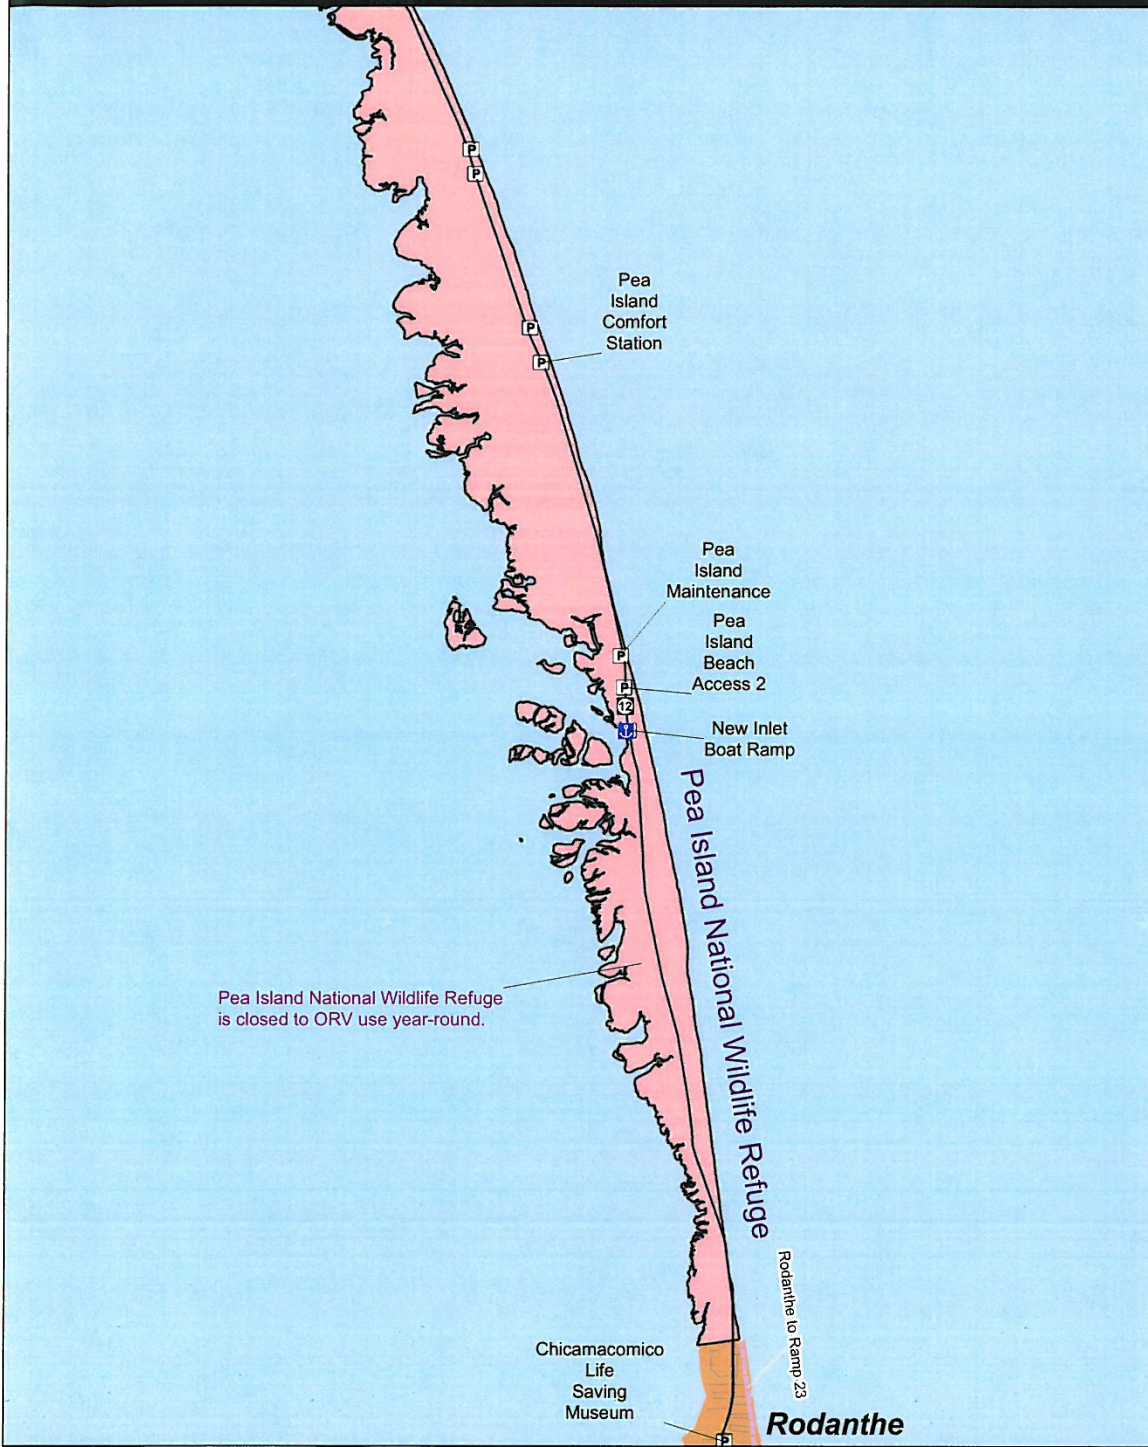 P
P
Pea
Island
Comfort
Station
P
P
Pea
Island
Maintenance
P
Pea
Island
Beach
Access 2
P
12
New Inlet
Boat Ramp
Pea Island National Wildlife Refuge
Pea Island National Wildlife Refuge
is closed to ORV use year-round.
Rodanthe to Ramp 23
Chicamacomico
Life
Saving
Museum
P
Rodanthe